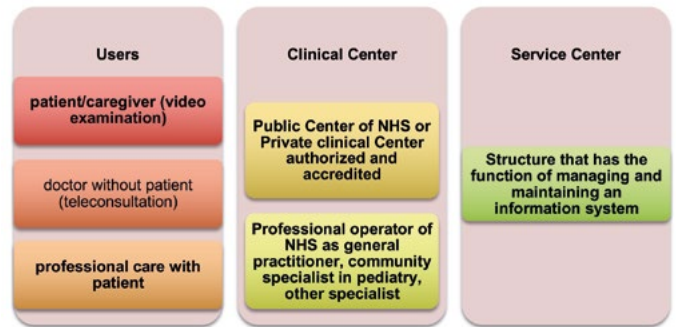 Users
patient/caregiver (video
examination)
doctor without patient
(teleconsultation)
professional care with
patient
Clinical Center
Public Center of NHS or
Private clinical Center
authorized and
accredited
Professional operator of
NHS as general
practitioner, community
specialist in pediatry,
other specialist
Service Center
Structure that has the
function of managing and
maintaining an
information system